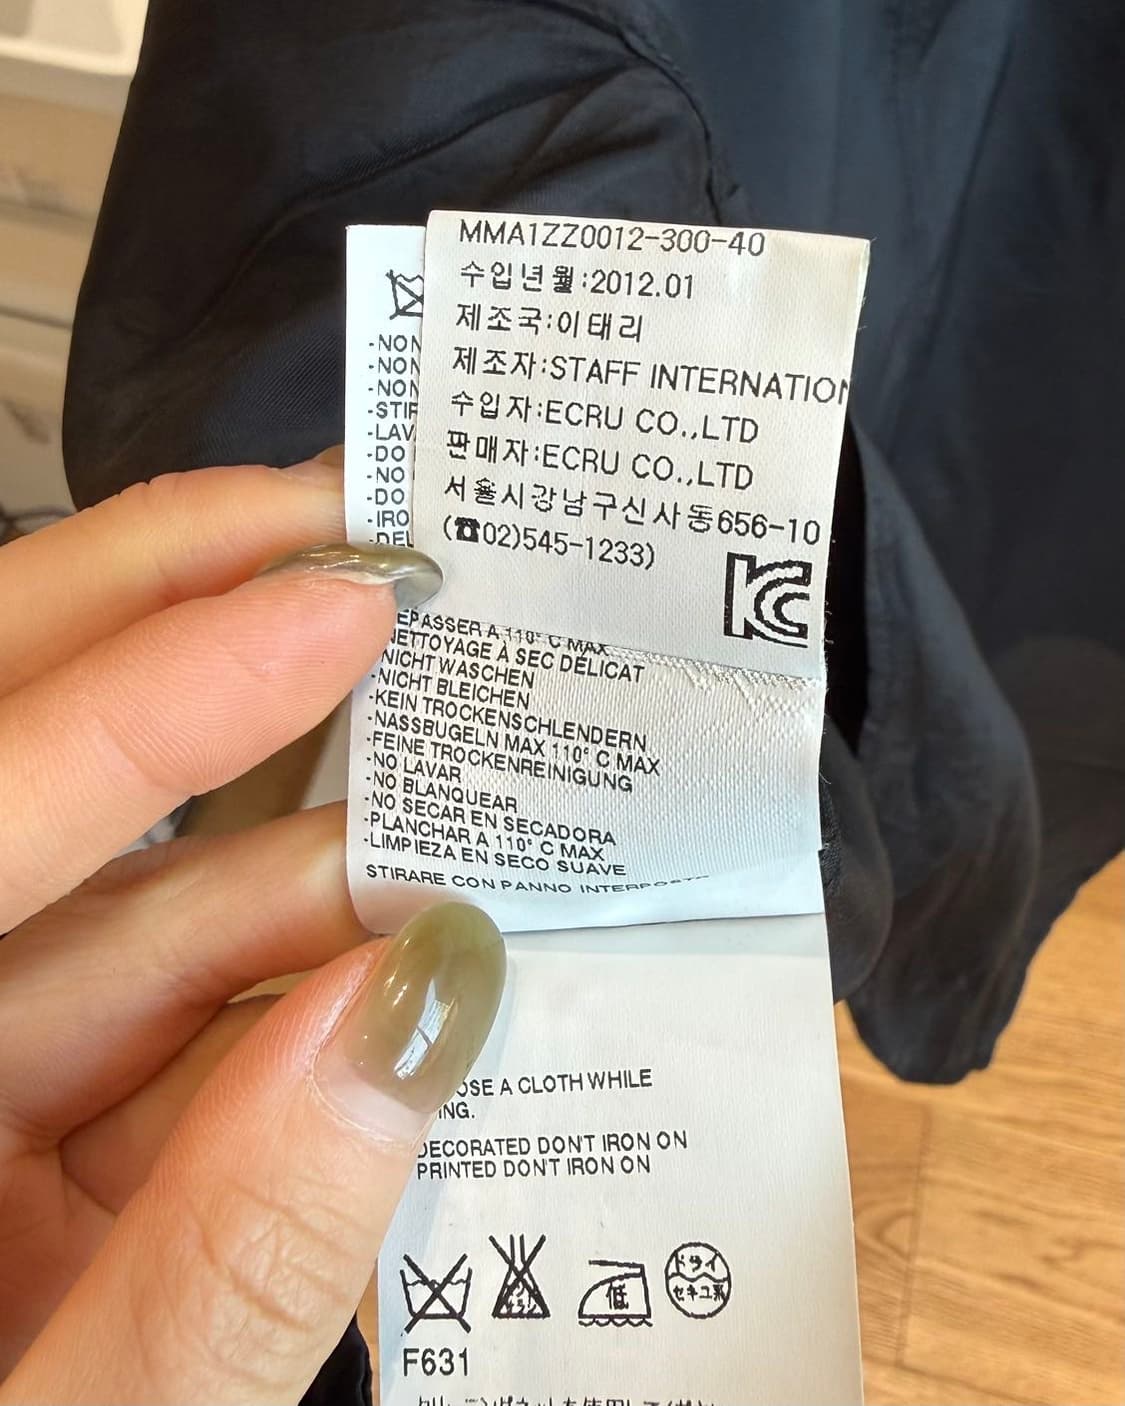 MMA1ZZ0012-300-40
수입년월:2012.01
제조국:이태리
제조자:STAFF INTERNATION
수입자:ECRU CO.,LTD
판매자:ECRU CO.,LTD
서울시강남구신사동656-10
(☎02)545-1233)
KC
-NON
-NON
-NON
-STIR
-LAV
-DO
-NO
-DO
-IRO
-DEL
EPASSER A 110° C MAX
NETTOYAGE À SEC DÉLICAT
-NICHT WASCHEN
-NICHT BLEICHEN
-KEIN TROCKENSCHLENDERN
-NASSBUGELN MAX 110° C MAX
-FEINE TROCKENREINIGUNG
-NO LAVAR
-NO BLANQUEAR
-NO SECAR EN SECADORA
-PLANCHAR A 110° C MAX
-LIMPIEZA EN SECO SUAVE
STIRARE CON PANNO INTERPOSTO
OSE A CLOTH WHILE
ING.
DECORATED DON'T IRON ON
PRINTED DON'T IRON ON
低
ドライ
セキユ系
F631